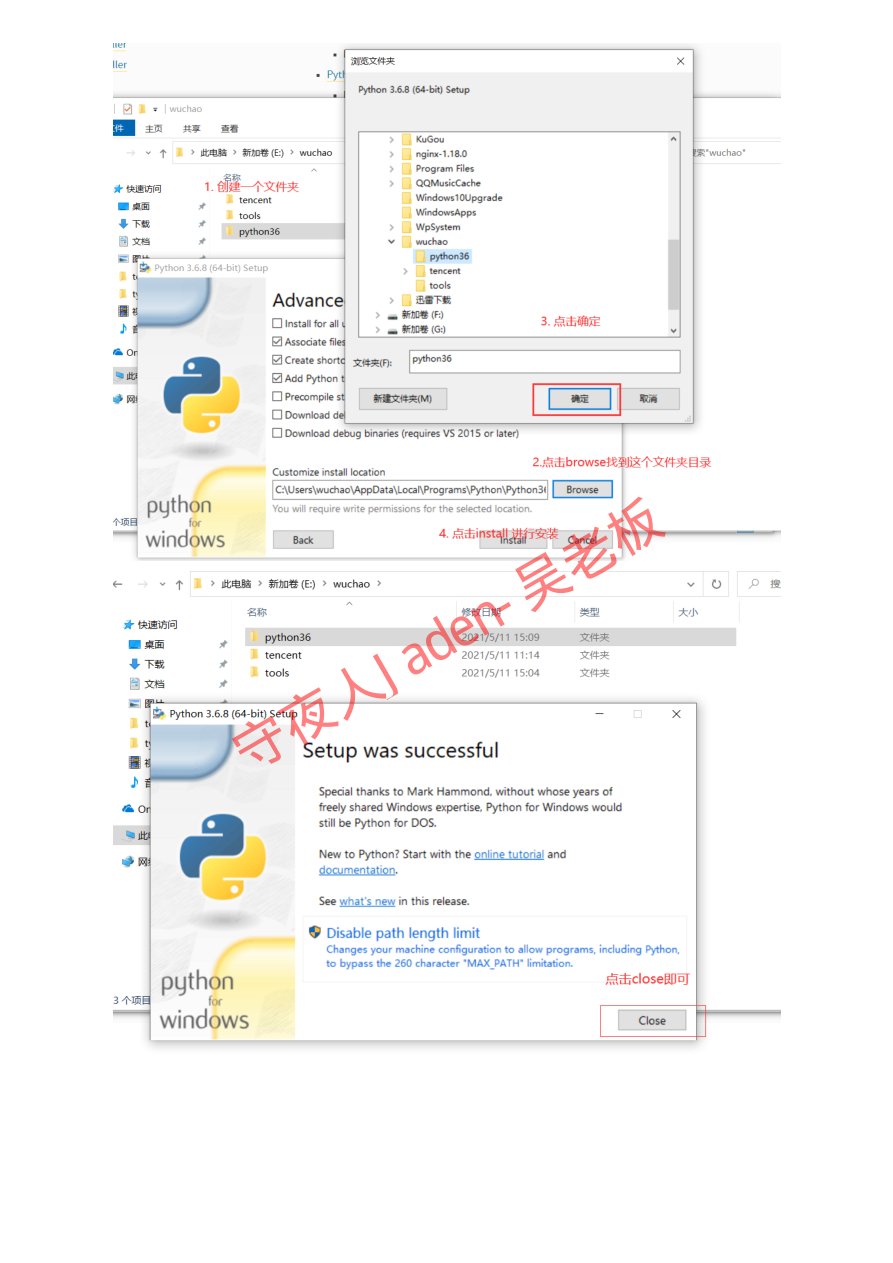 ller
ller
Pyth
浏览文件夹
Python 3.6.8 (64-bit) Setup
wuchao
件 主页 共享 查看
此电脑 新加卷 (E:) wuchao
搜索"wuchao"
名称
1. 创建一个文件夹
快速访问
桌面
下载
文档
tencent
tools
python36
KuGou
nginx-1.18.0
Program Files
QQMusicCache
Windows10Upgrade
WindowsApps
WpSystem
wuchao
python36
tencent
tools
迅雷下载
新加卷 (F:)
新加卷 (G:)
3. 点击确定
文件夹(F): python36
新建文件夹(M) 确定 取消
Python 3.6.8 (64-bit) Setup
Advance
Install for all u
Associate files
Create shortc
Add Python t
Precompile st
Download de
Download debug binaries (requires VS 2015 or later)
2.点击browse找到这个文件夹目录
Customize install location
C:\Users\wuchao\AppData\Local\Programs\Python\Python3
Browse
You will require write permissions for the selected location.
4. 点击install 进行安装
Back Install Cancel
python
for
windows
个项目
此电脑 新加卷 (E:) wuchao
搜
名称 修改日期 类型 大小
快速访问
桌面
下载
文档
python36 2021/5/11 15:09 文件夹
tencent 2021/5/11 11:14 文件夹
tools 2021/5/11 15:04 文件夹
守夜人J aden- 吴老板
Python 3.6.8 (64-bit) Setup
Setup was successful
Special thanks to Mark Hammond, without whose years of
freely shared Windows expertise, Python for Windows would
still be Python for DOS.
New to Python? Start with the online tutorial and
documentation.
See what's new in this release.
Disable path length limit
Changes your machine configuration to allow programs, including Python,
to bypass the 260 character "MAX_PATH" limitation.
点击close即可
Close
python
for
windows
3 个项目